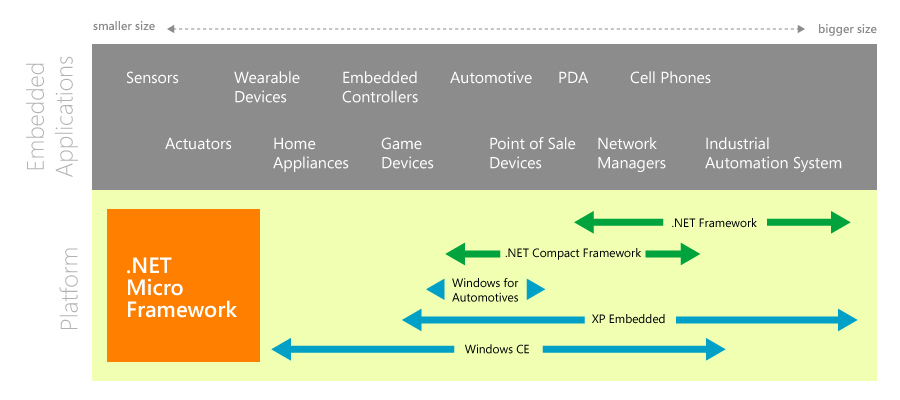 smaller size
bigger size
Embedded
Applications
Sensors
Wearable
Devices
Embedded
Controllers
Automotive
PDA
Cell Phones
Actuators
Home
Appliances
Game
Devices
Point of Sale
Devices
Network
Managers
Industrial
Automation System
Platform
.NET
Micro
Framework
.NET Framework
.NET Compact Framework
Windows for
Automotives
XP Embedded
Windows CE